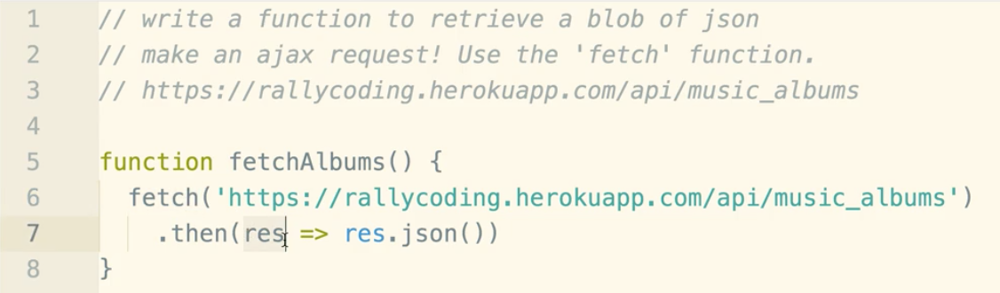 1 // write a function to retrieve a blob of json
2 // make an ajax request! Use the 'fetch' function.
3 // https://rallycoding.herokuapp.com/api/music_albums
4
5 function fetchAlbums() {
6   fetch('https://rallycoding.herokuapp.com/api/music_albums')
7     .then(res => res.json())
8 }